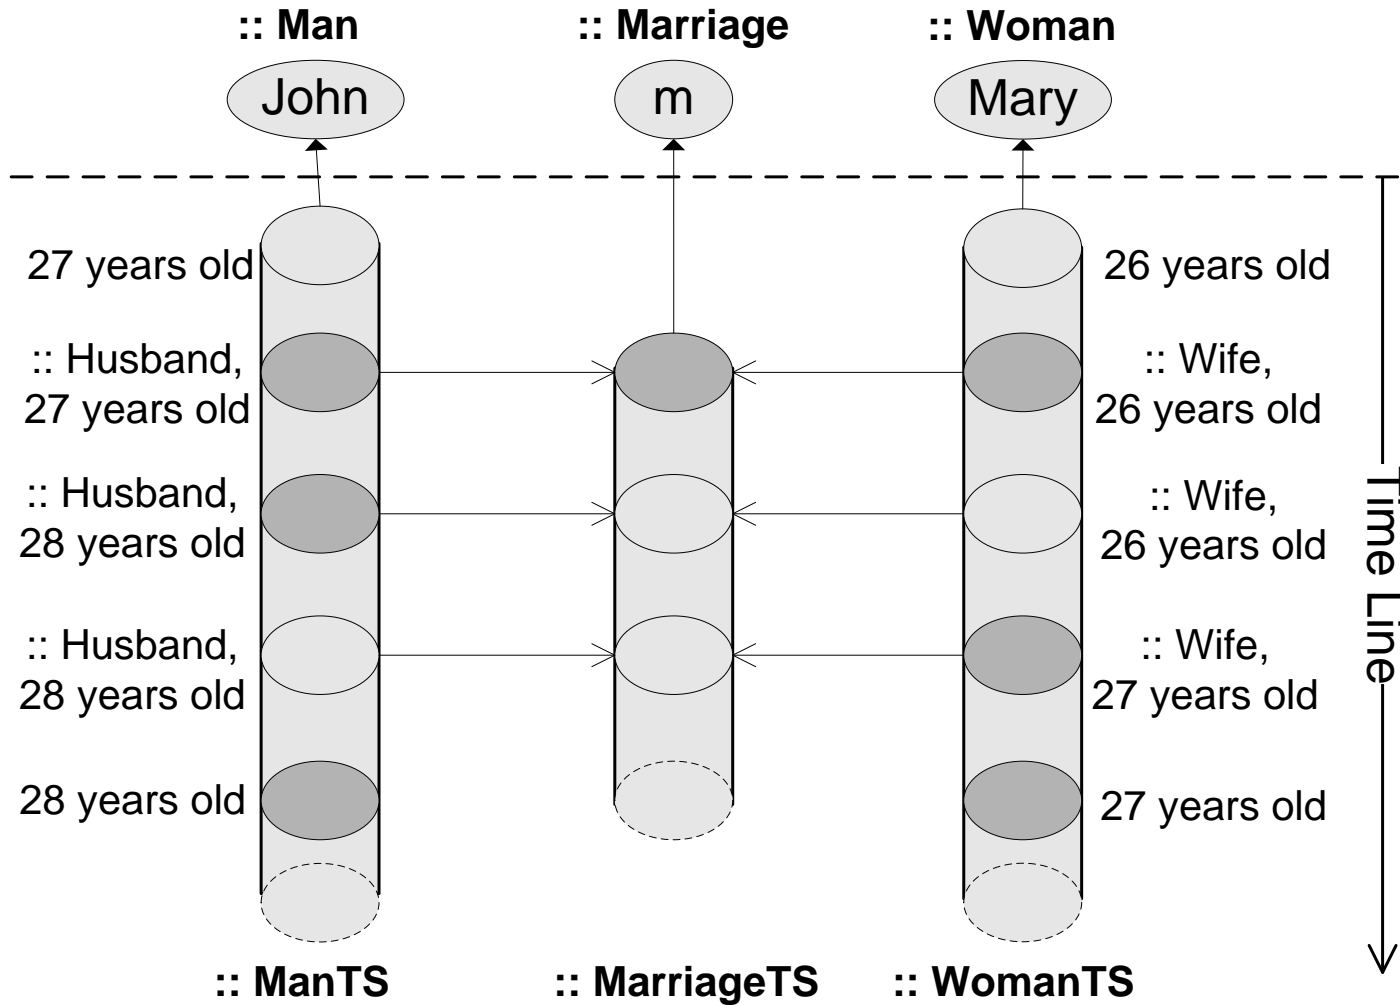 :: Man
:: Marriage
:: Woman
John
m
Mary
27 years old
26 years old
:: Husband,
27 years old
:: Wife,
26 years old
:: Husband,
28 years old
:: Wife,
26 years old
:: Husband,
28 years old
:: Wife,
27 years old
28 years old
27 years old
Time Line
:: ManTS
:: MarriageTS
:: WomanTS